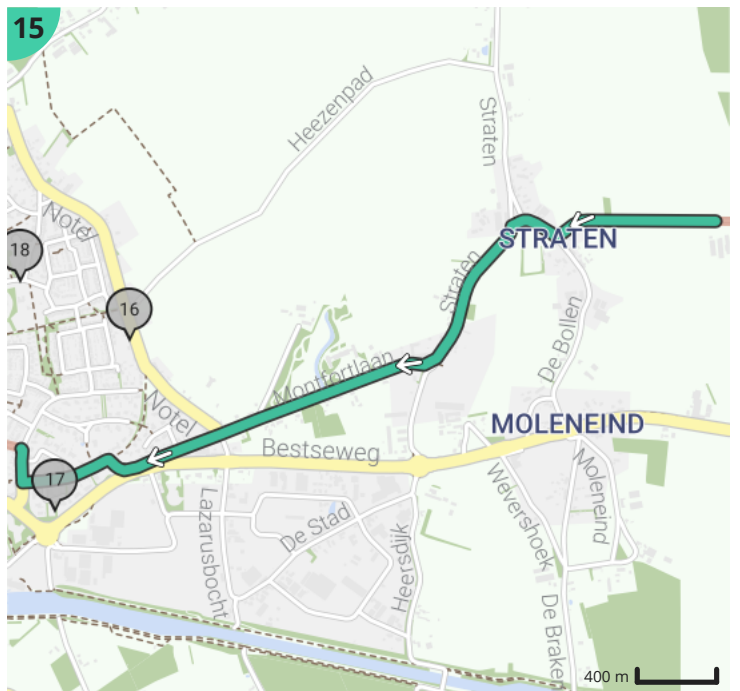 15
Heezenpad
Straten
Notel
18
STRATEN
Straten
16
De Bollen
Montfortlaan
Notel
MOLENEIND
Bestseweg
17
Lazarusbocht
De Stad
Heersdijk
Wevershoek
Moleneind
De Braken
400 m